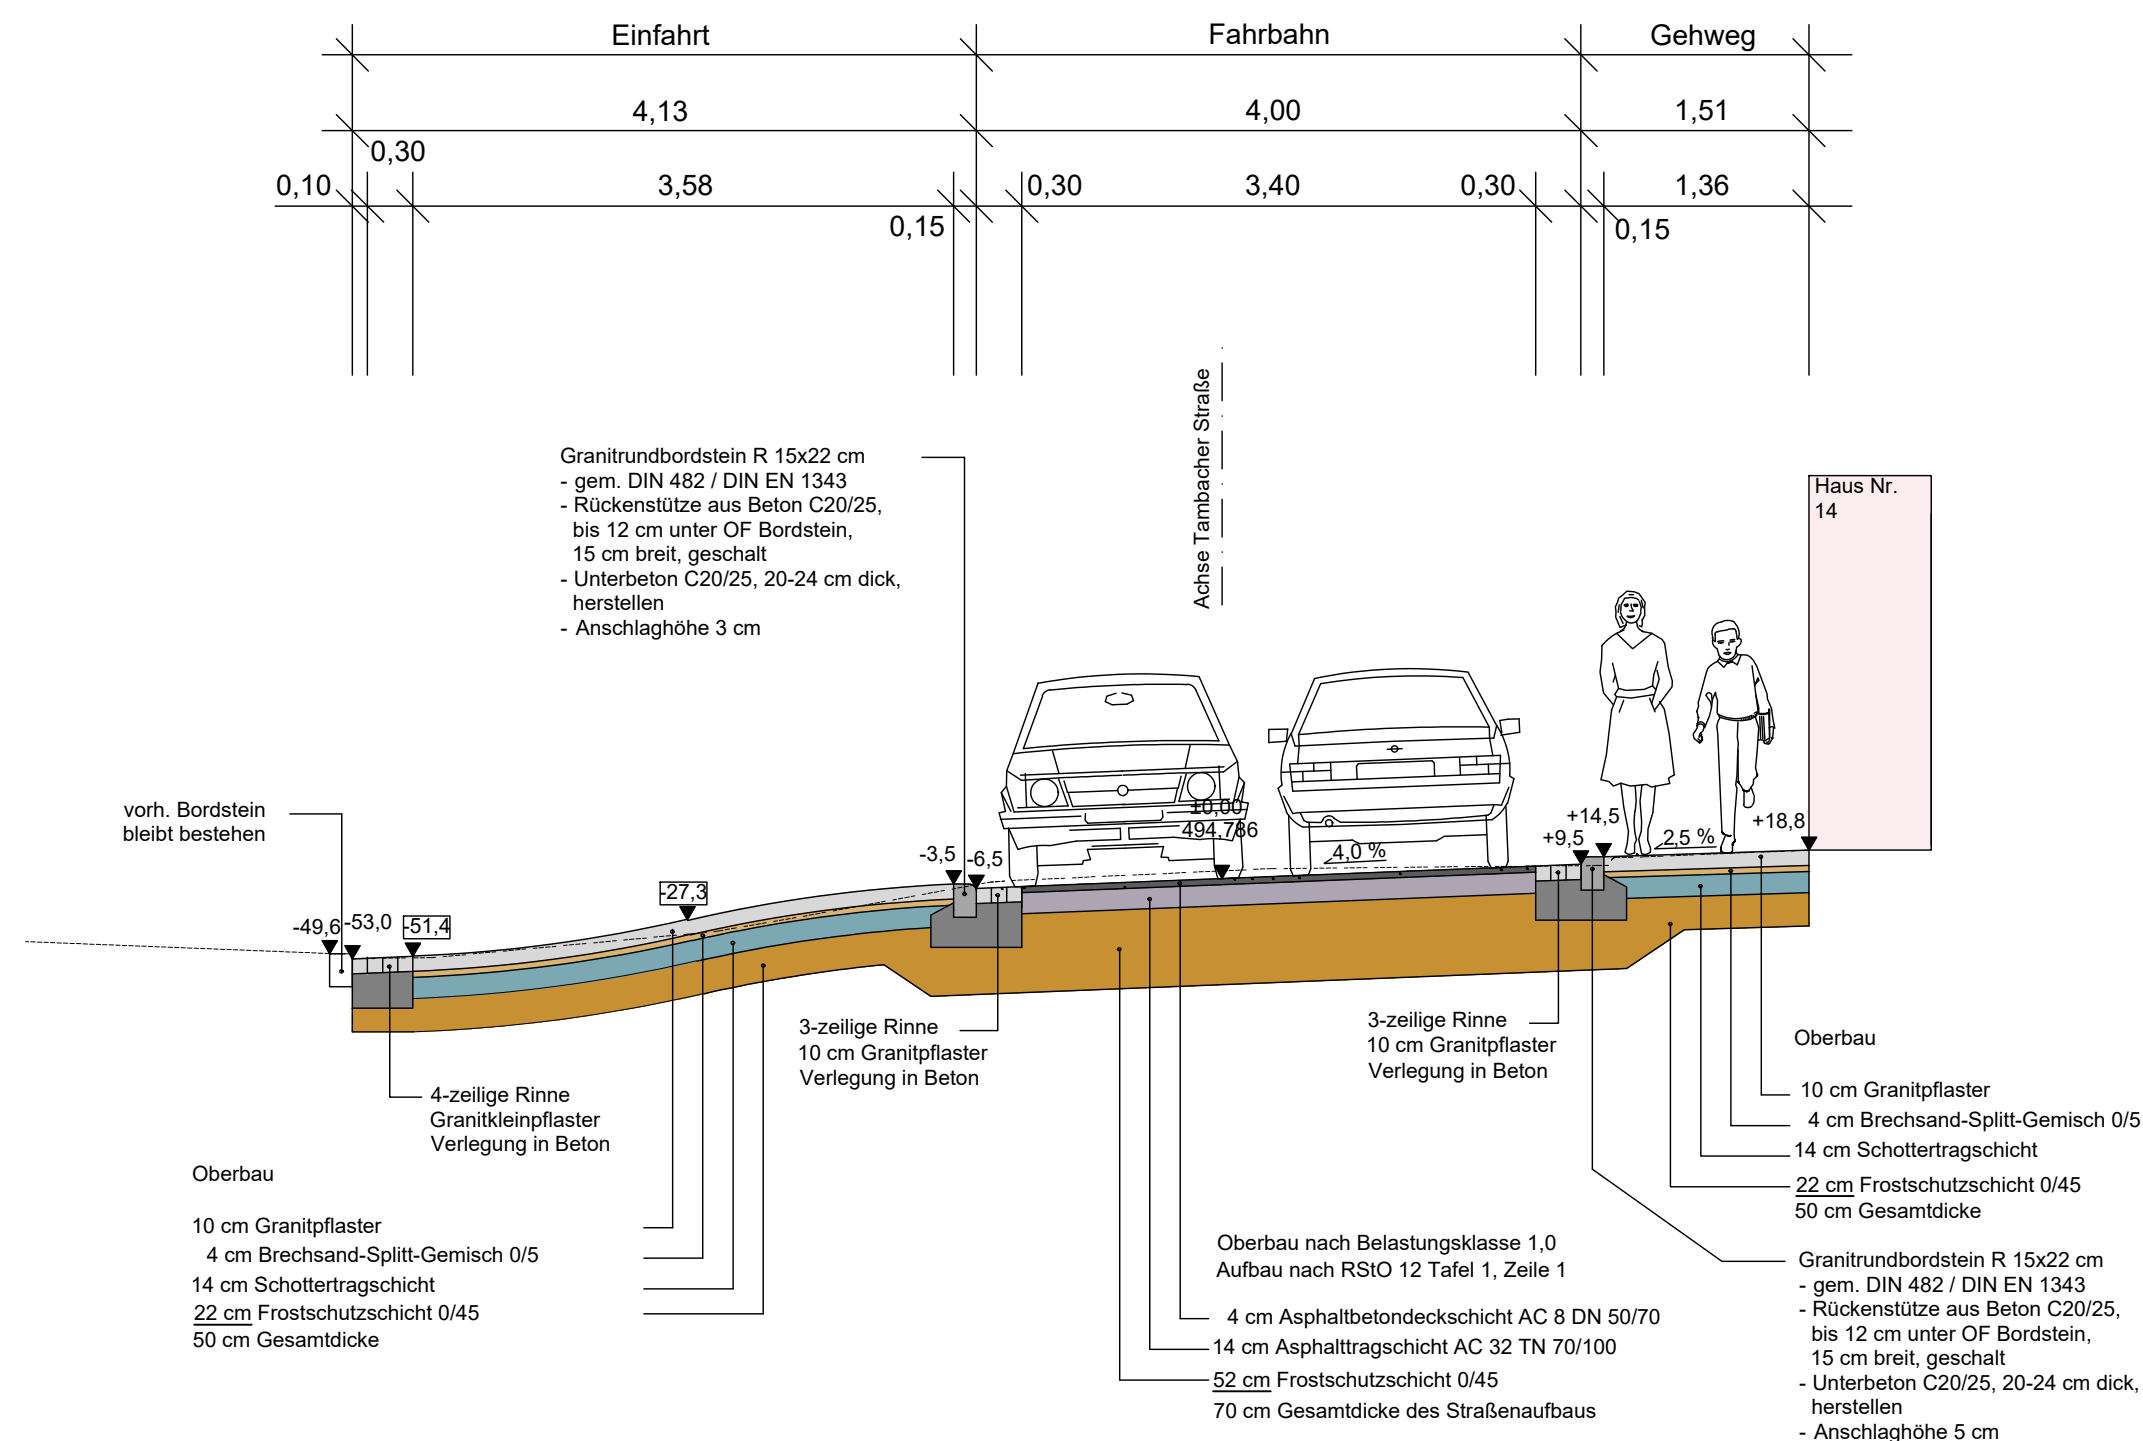 Einfahrt
Fahrbahn
Gehweg
4,13
4,00
1,51
0,30
0,10
3,58
0,30
3,40
0,30
1,36
0,15
0,15
Achse Tambacher Straße
Granitrundbordstein R 15x22 cm
- gem. DIN 482 / DIN EN 1343
- Rückenstütze aus Beton C20/25,
bis 12 cm unter OF Bordstein,
15 cm breit, geschalt
- Unterbeton C20/25, 20-24 cm dick,
herstellen
- Anschlaghöhe 3 cm
Haus Nr.
14
vorh. Bordstein
bleibt bestehen
±0,00
494,786
+14,5
+9,5
+18,8
2,5 %
4,0 %
-3,5
-6,5
-27,3
-49,6
-53,0
-51,4
3-zeilige Rinne
10 cm Granitpflaster
Verlegung in Beton
3-zeilige Rinne
10 cm Granitpflaster
Verlegung in Beton
4-zeilige Rinne
Granitkleinpflaster
Verlegung in Beton
Oberbau
10 cm Granitpflaster
4 cm Brechsand-Splitt-Gemisch 0/5
14 cm Schottertragschicht
22 cm Frostschutzschicht 0/45
50 cm Gesamtdicke
Oberbau nach Belastungsklasse 1,0
Aufbau nach RStO 12 Tafel 1, Zeile 1
4 cm Asphaltbetondeckschicht AC 8 DN 50/70
14 cm Asphalttragschicht AC 32 TN 70/100
52 cm Frostschutzschicht 0/45
70 cm Gesamtdicke des Straßenaufbaus
Oberbau
10 cm Granitpflaster
4 cm Brechsand-Splitt-Gemisch 0/5
14 cm Schottertragschicht
22 cm Frostschutzschicht 0/45
50 cm Gesamtdicke
Granitrundbordstein R 15x22 cm
- gem. DIN 482 / DIN EN 1343
- Rückenstütze aus Beton C20/25,
bis 12 cm unter OF Bordstein,
15 cm breit, geschalt
- Unterbeton C20/25, 20-24 cm dick,
herstellen
- Anschlaghöhe 5 cm